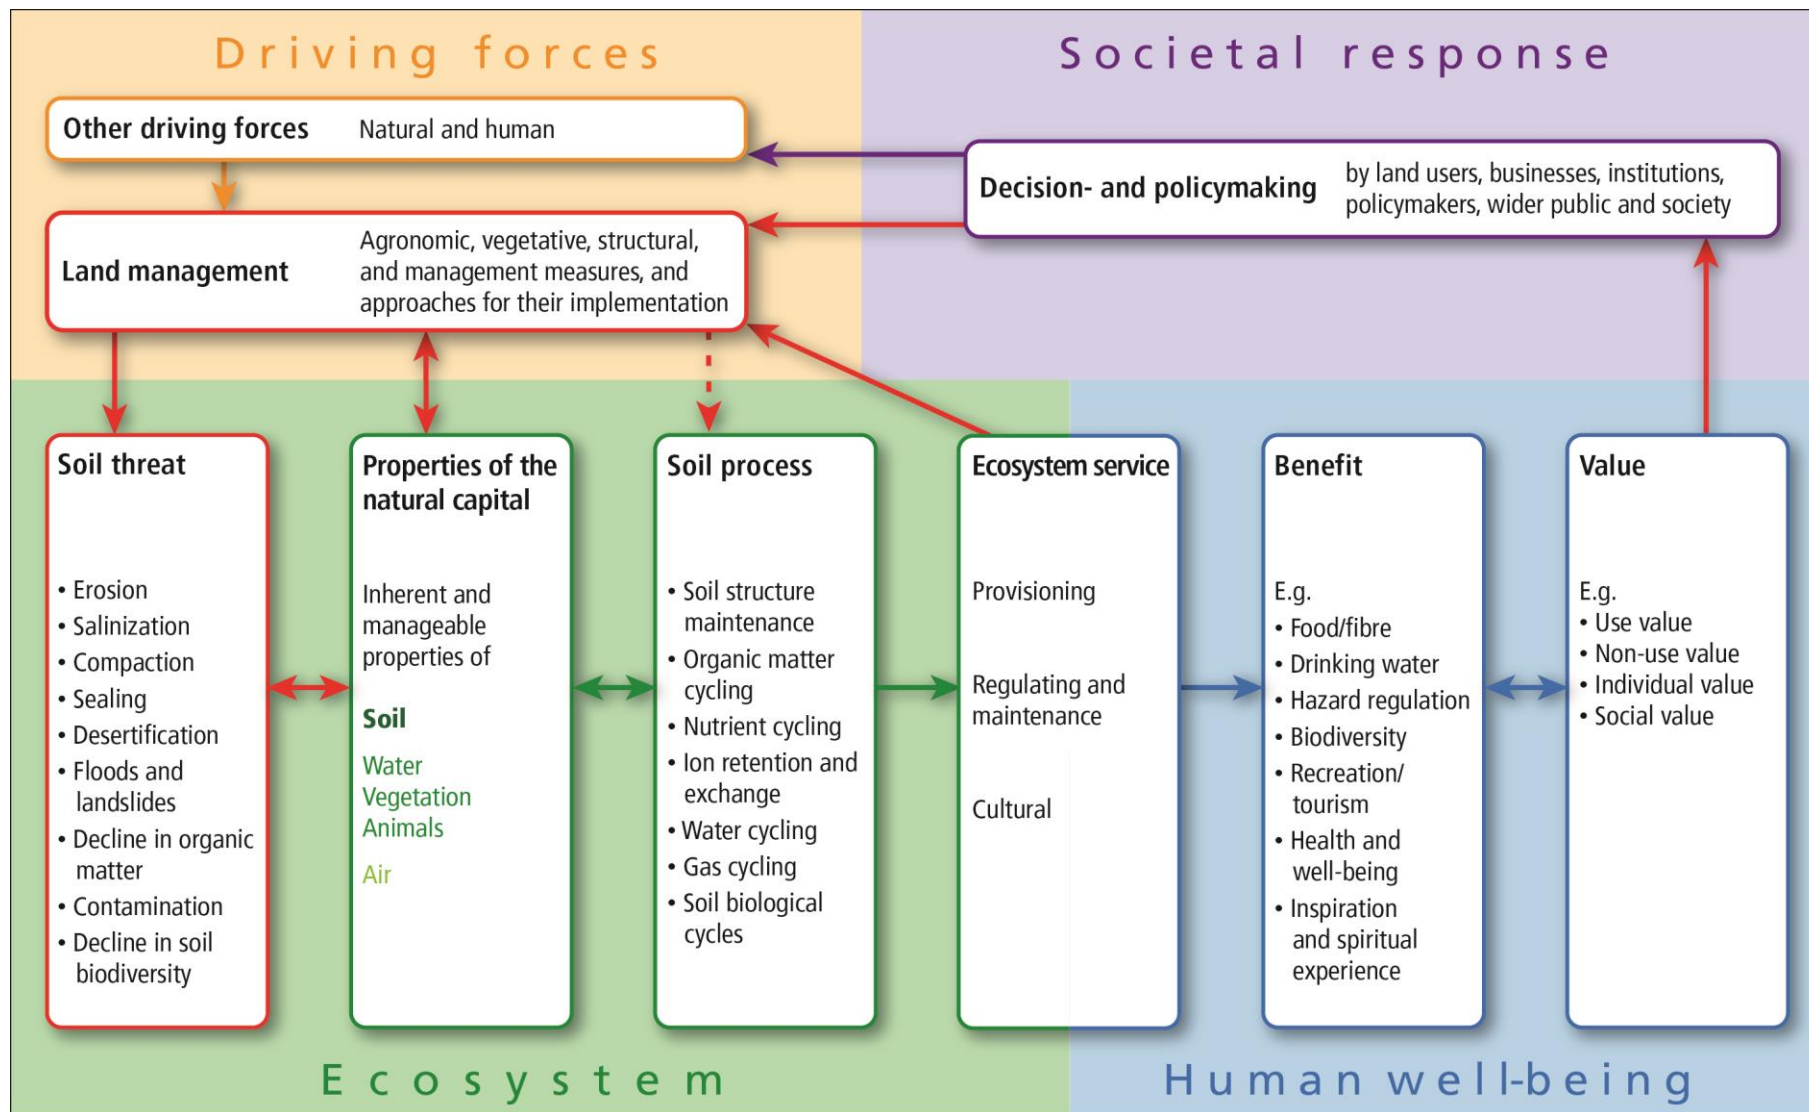 Driving forces
Societal response
Other driving forces
Natural and human
Decision- and policymaking
by land users, businesses, institutions,
policymakers, wider public and society
Land management
Agronomic, vegetative, structural,
and management measures, and
approaches for their implementation
Soil threat
• Erosion
• Salinization
• Compaction
• Sealing
• Desertification
• Floods and
landslides
• Decline in organic
matter
• Contamination
• Decline in soil
biodiversity
Properties of the
natural capital
Inherent and
manageable
properties of
Soil
Water
Vegetation
Animals
Air
Soil process
• Soil structure
maintenance
• Organic matter
cycling
• Nutrient cycling
• Ion retention and
exchange
• Water cycling
• Gas cycling
• Soil biological
cycles
Ecosystem service
Provisioning
Regulating and
maintenance
Cultural
Benefit
E.g.
• Food/fibre
• Drinking water
• Hazard regulation
• Biodiversity
• Recreation/
tourism
• Health and
well-being
• Inspiration
and spiritual
experience
Value
E.g.
• Use value
• Non-use value
• Individual value
• Social value
Ecosystem
Human well-being